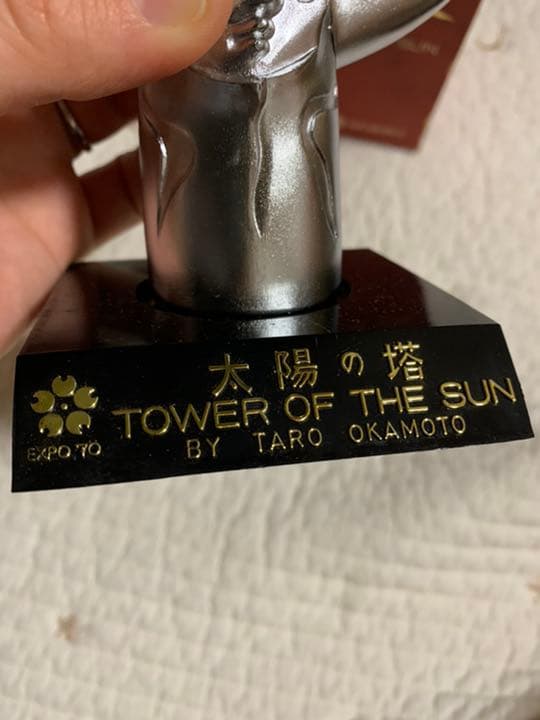 太陽の塔
TOWER OF THE SUN
BY TARO OKAMOTO
EXPO'70